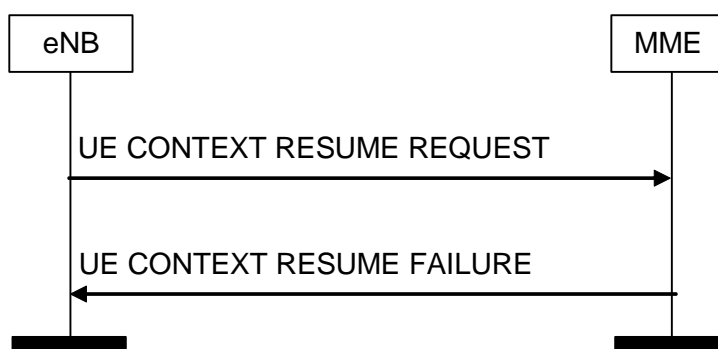 eNB
MME
UE CONTEXT RESUME REQUEST
UE CONTEXT RESUME FAILURE